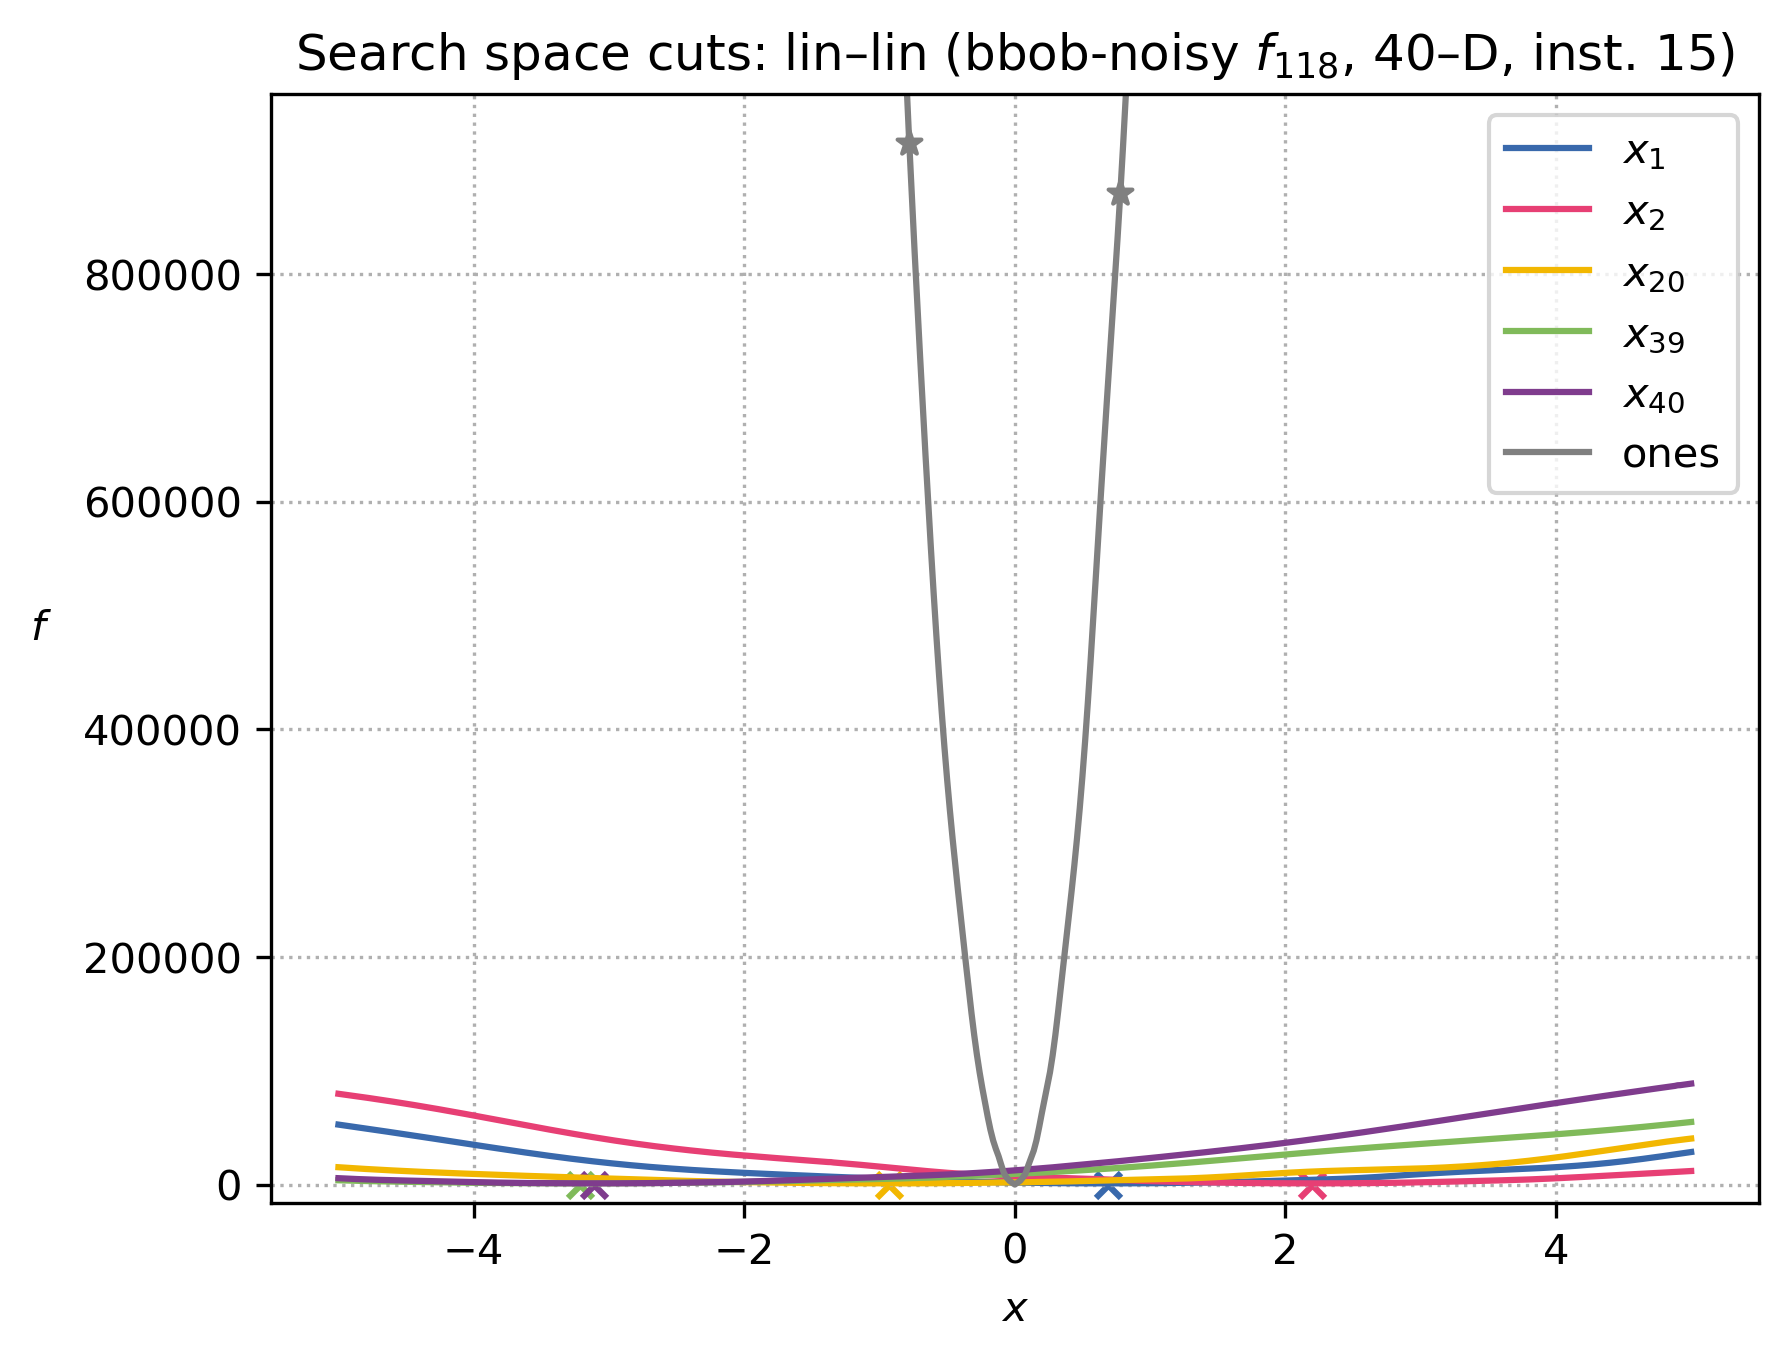 Search space cuts: lin–lin (bbob-noisy f₁₁₈, 40–D, inst. 15)
x₁
x₂
x₂₀
x₃₉
x₄₀
ones
800000
600000
400000
200000
0
f
−4 −2 0 2 4
x